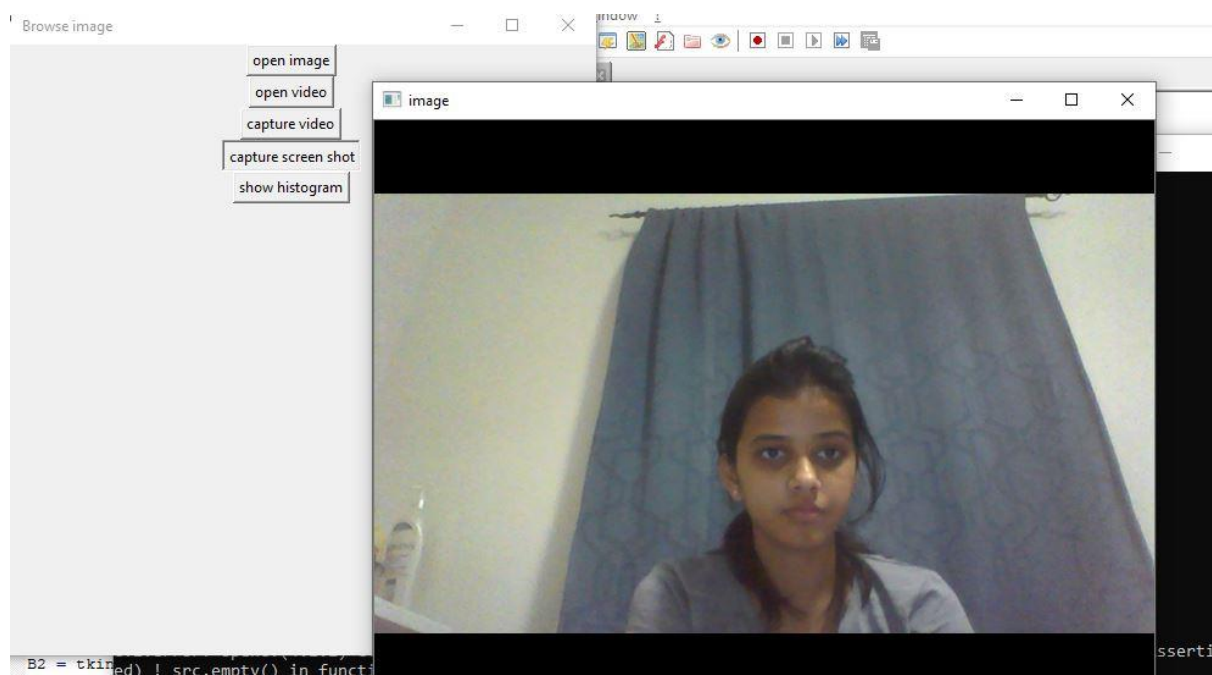 Browse image
indow
open image
open video
capture video
capture screen shot
show histogram
image
B2 = tkin
ed) ! src.empty() in functi
sserti